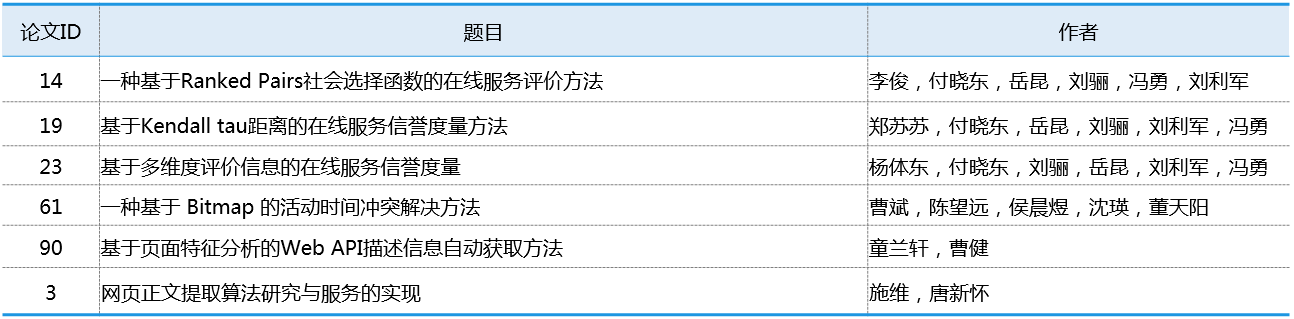 论文ID 题目 作者
14 一种基于Ranked Pairs社会选择函数的在线服务评价方法 李俊，付晓东，岳昆，刘骊，冯勇，刘利军
19 基于Kendall tau距离的在线服务信誉度量方法 郑苏苏，付晓东，岳昆，刘骊，刘利军，冯勇
23 基于多维度评价信息的在线服务信誉度量 杨体东，付晓东，刘骊，岳昆，刘利军，冯勇
61 一种基于 Bitmap 的活动时间冲突解决方法 曹斌，陈望远，侯晨煜，沈瑛，董天阳
90 基于页面特征分析的Web API描述信息自动获取方法 童兰轩，曹健
3 网页正文提取算法研究与服务的实现 施维，唐新怀